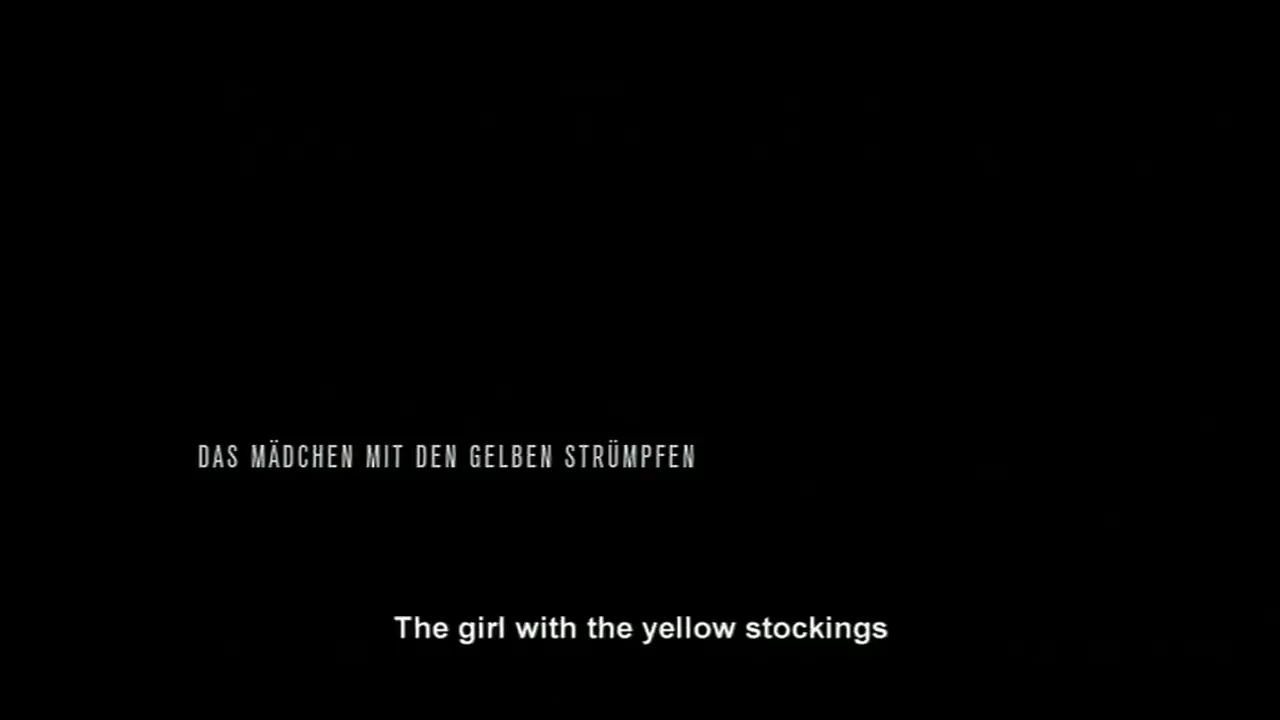 DAS MÄDCHEN MIT DEN GELBEN STRÜMPFEN
The girl with the yellow stockings